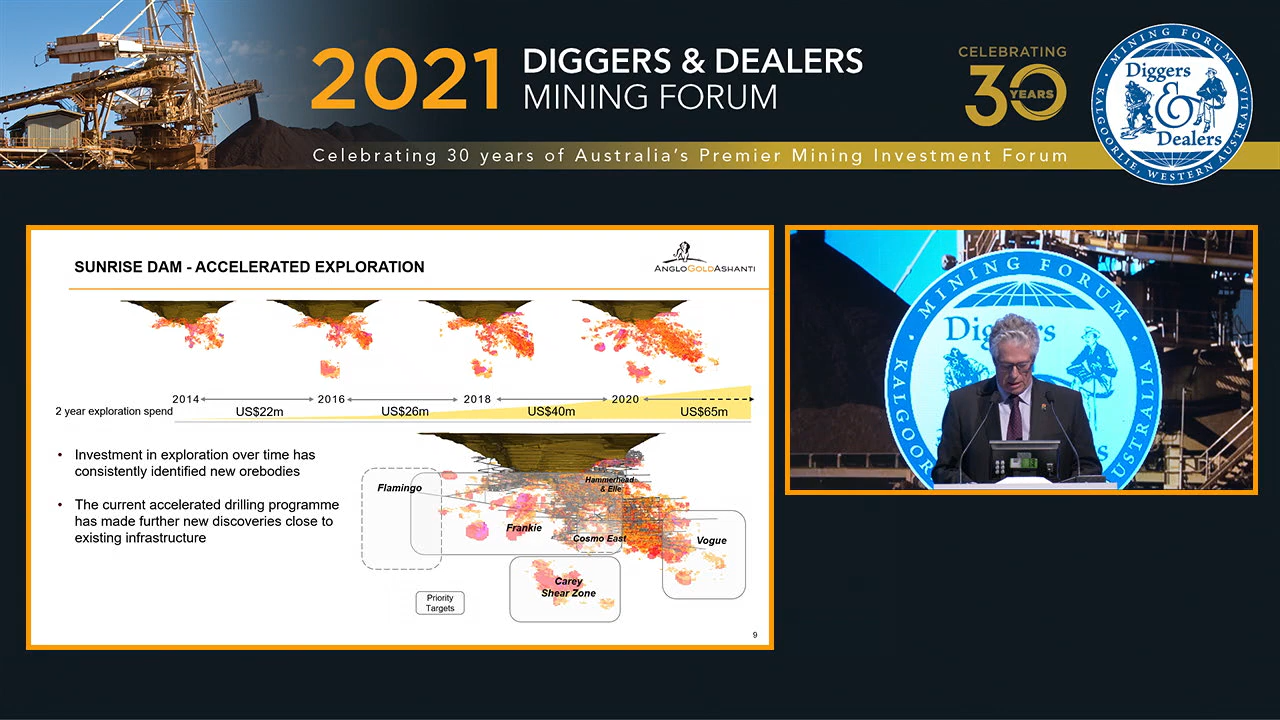 2021 DIGGERS & DEALERS
MINING FORUM
CELEBRATING
30 YEARS
Celebrating 30 years of Australia's Premier Mining Investment Forum
MINING FORUM
Diggers
&
Dealers
KALGOORLIE, WESTERN AUSTRALIA
SUNRISE DAM - ACCELERATED EXPLORATION
ANGLOGOLDASHANTI
2014 2016 2018 2020
2 year exploration spend US$22m US$26m US$40m US$65m
• Investment in exploration over time has
consistently identified new orebodies
• The current accelerated drilling programme
has made further new discoveries close to
existing infrastructure
Flamingo
Hammerhead
& Elle
Frankie
Cosmo East
Vogue
Carey
Shear Zone
Priority
Targets
9
MINING FORUM
KALGOOR
AUSTRALIA